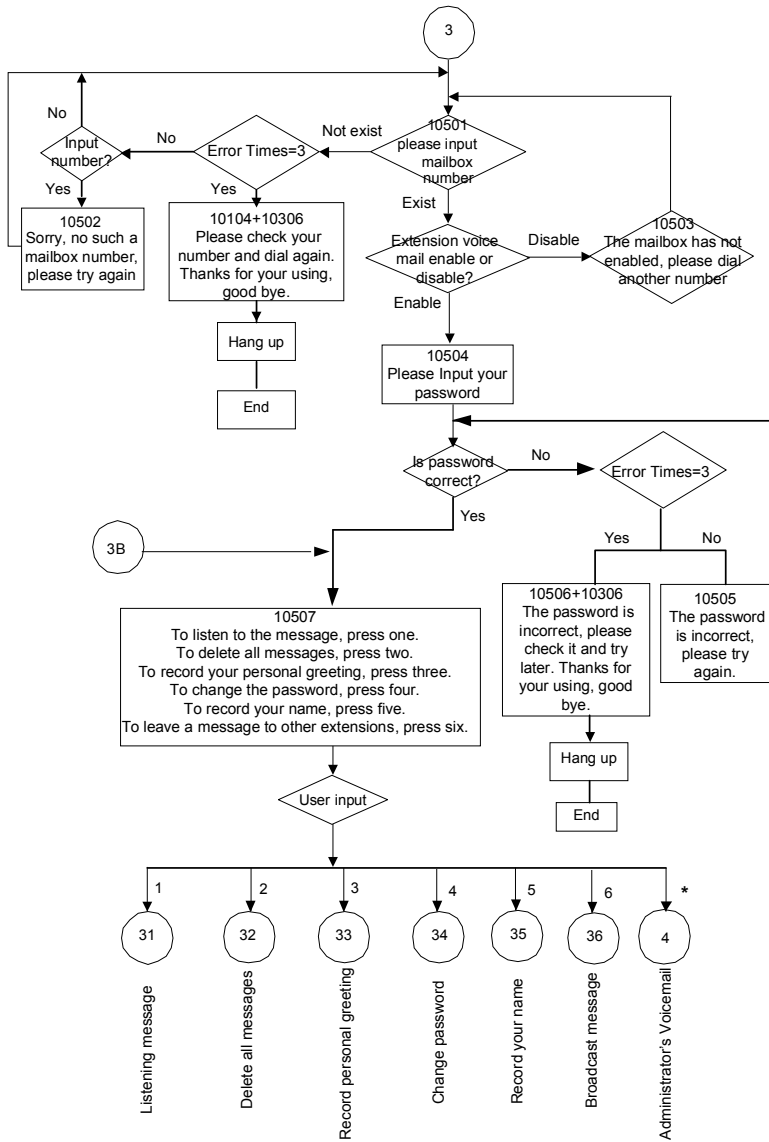 3
No
Input
number?
Yes
10502
Sorry, no such a
mailbox number,
please try again
No
Error Times=3
Yes
10104+10306
Please check your
number and dial again.
Thanks for your using,
good bye.
Hang up
End
Not exist
10501
please input
mailbox
number
Exist
Extension voice
mail enable or
disable?
Disable
10503
The mailbox has not
enabled, please dial
another number
Enable
10504
Please Input your
password
Is password
correct?
No
Error Times=3
Yes
3B
Yes
No
10506+10306
The password is
incorrect, please
check it and try
later. Thanks for
your using, good
bye.
Hang up
End
10505
The password
is incorrect,
please try
again.
10507
To listen to the message, press one.
To delete all messages, press two.
To record your personal greeting, press three.
To change the password, press four.
To record your name, press five.
To leave a message to other extensions, press six.
User input
1
2
3
4
5
6
*
31
32
33
34
35
36
4
Listening message
Delete all messages
Record personal greeting
Change password
Record your name
Broadcast message
Administrator's Voicemail